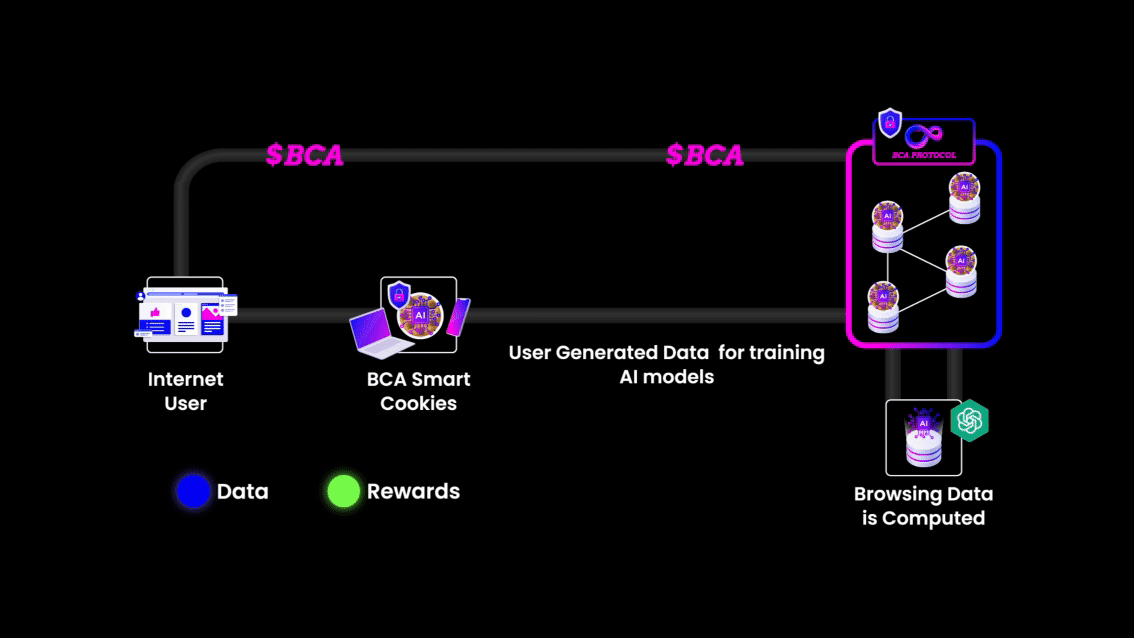 $BCA
$BCA
BCA PROTOCOL
AI
AI
AI
AI
AI
User Generated Data for training
AI models
Internet
User
BCA Smart
Cookies
AI
Data
Rewards
Browsing Data
is Computed